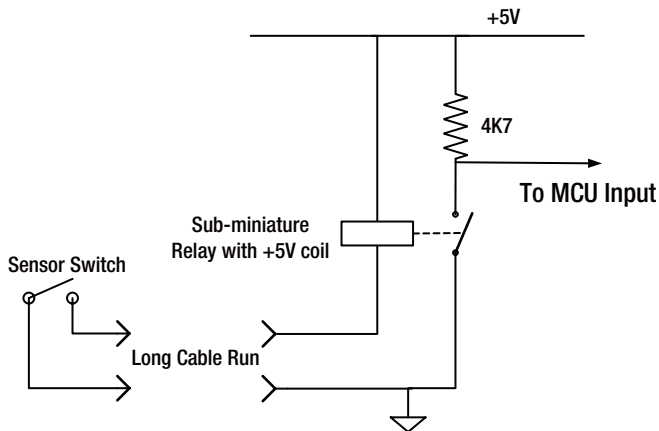 +5V
4K7
To MCU Input
Sub-miniature
Relay with +5V coil
Sensor Switch
Long Cable Run